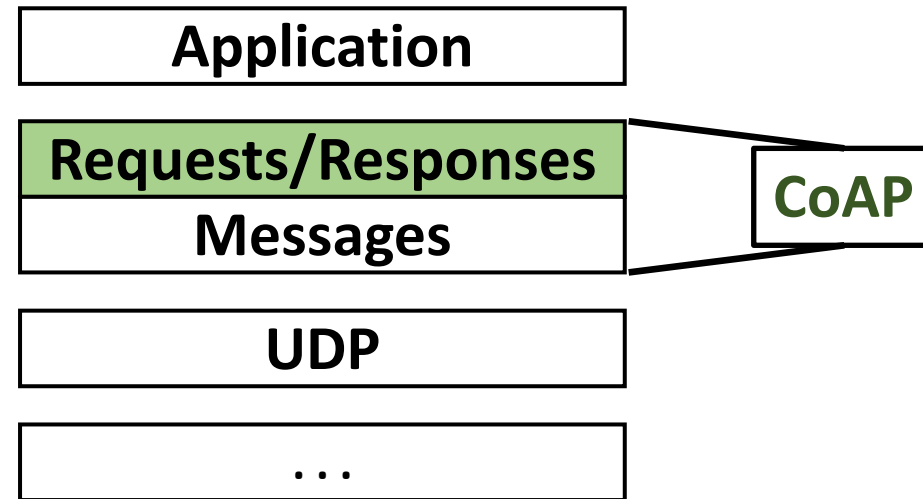 Application
Requests/Responses
CoAP
Messages
UDP
...